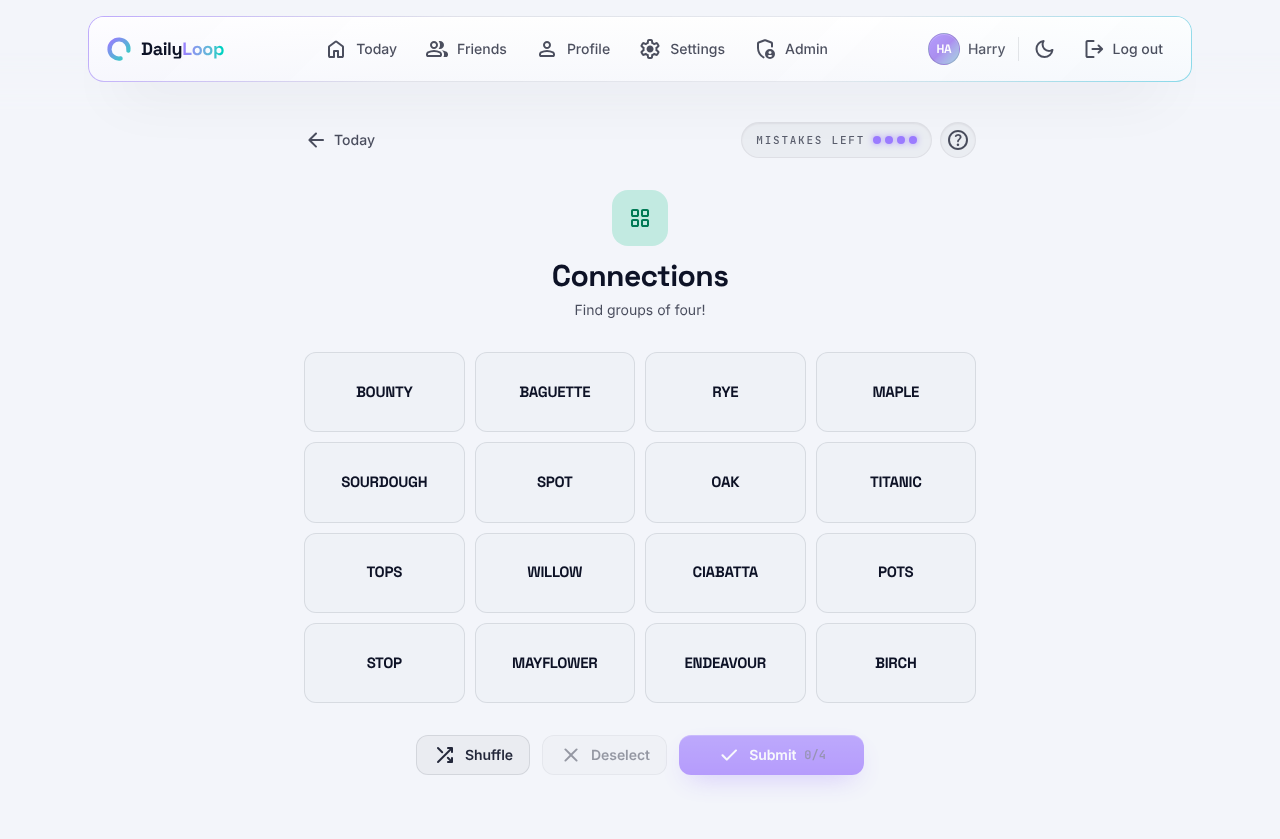 DailyLoop Today Friends Profile Settings Admin HA Harry Log out
Today MISTAKES LEFT
Connections
Find groups of four!
BOUNTY BAGUETTE RYE MAPLE
SOURDOUGH SPOT OAK TITANIC
TOPS WILLOW CIABATTA POTS
STOP MAYFLOWER ENDEAVOUR BIRCH
Shuffle Deselect Submit 0/4